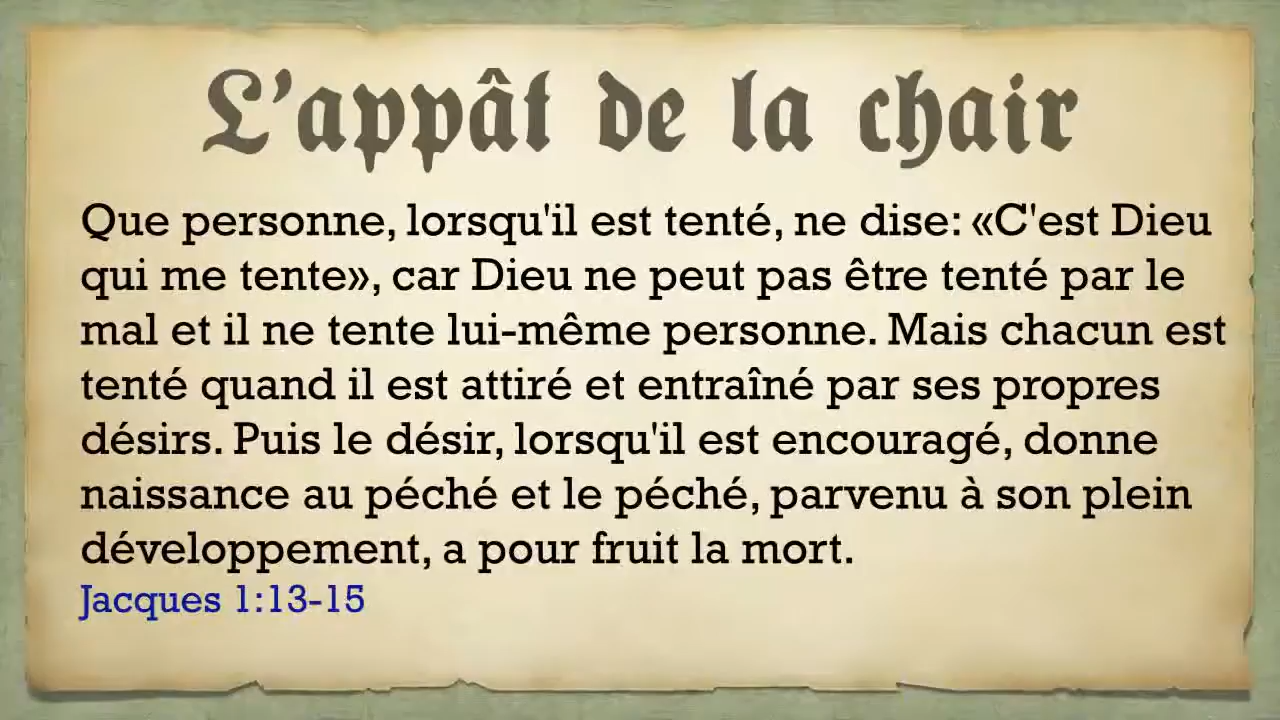 L'appât de la chair
Que personne, lorsqu'il est tenté, ne dise: «C'est Dieu
qui me tente», car Dieu ne peut pas être tenté par le
mal et il ne tente lui-même personne. Mais chacun est
tenté quand il est attiré et entraîné par ses propres
désirs. Puis le désir, lorsqu'il est encouragé, donne
naissance au péché et le péché, parvenu à son plein
développement, a pour fruit la mort.
Jacques 1:13-15